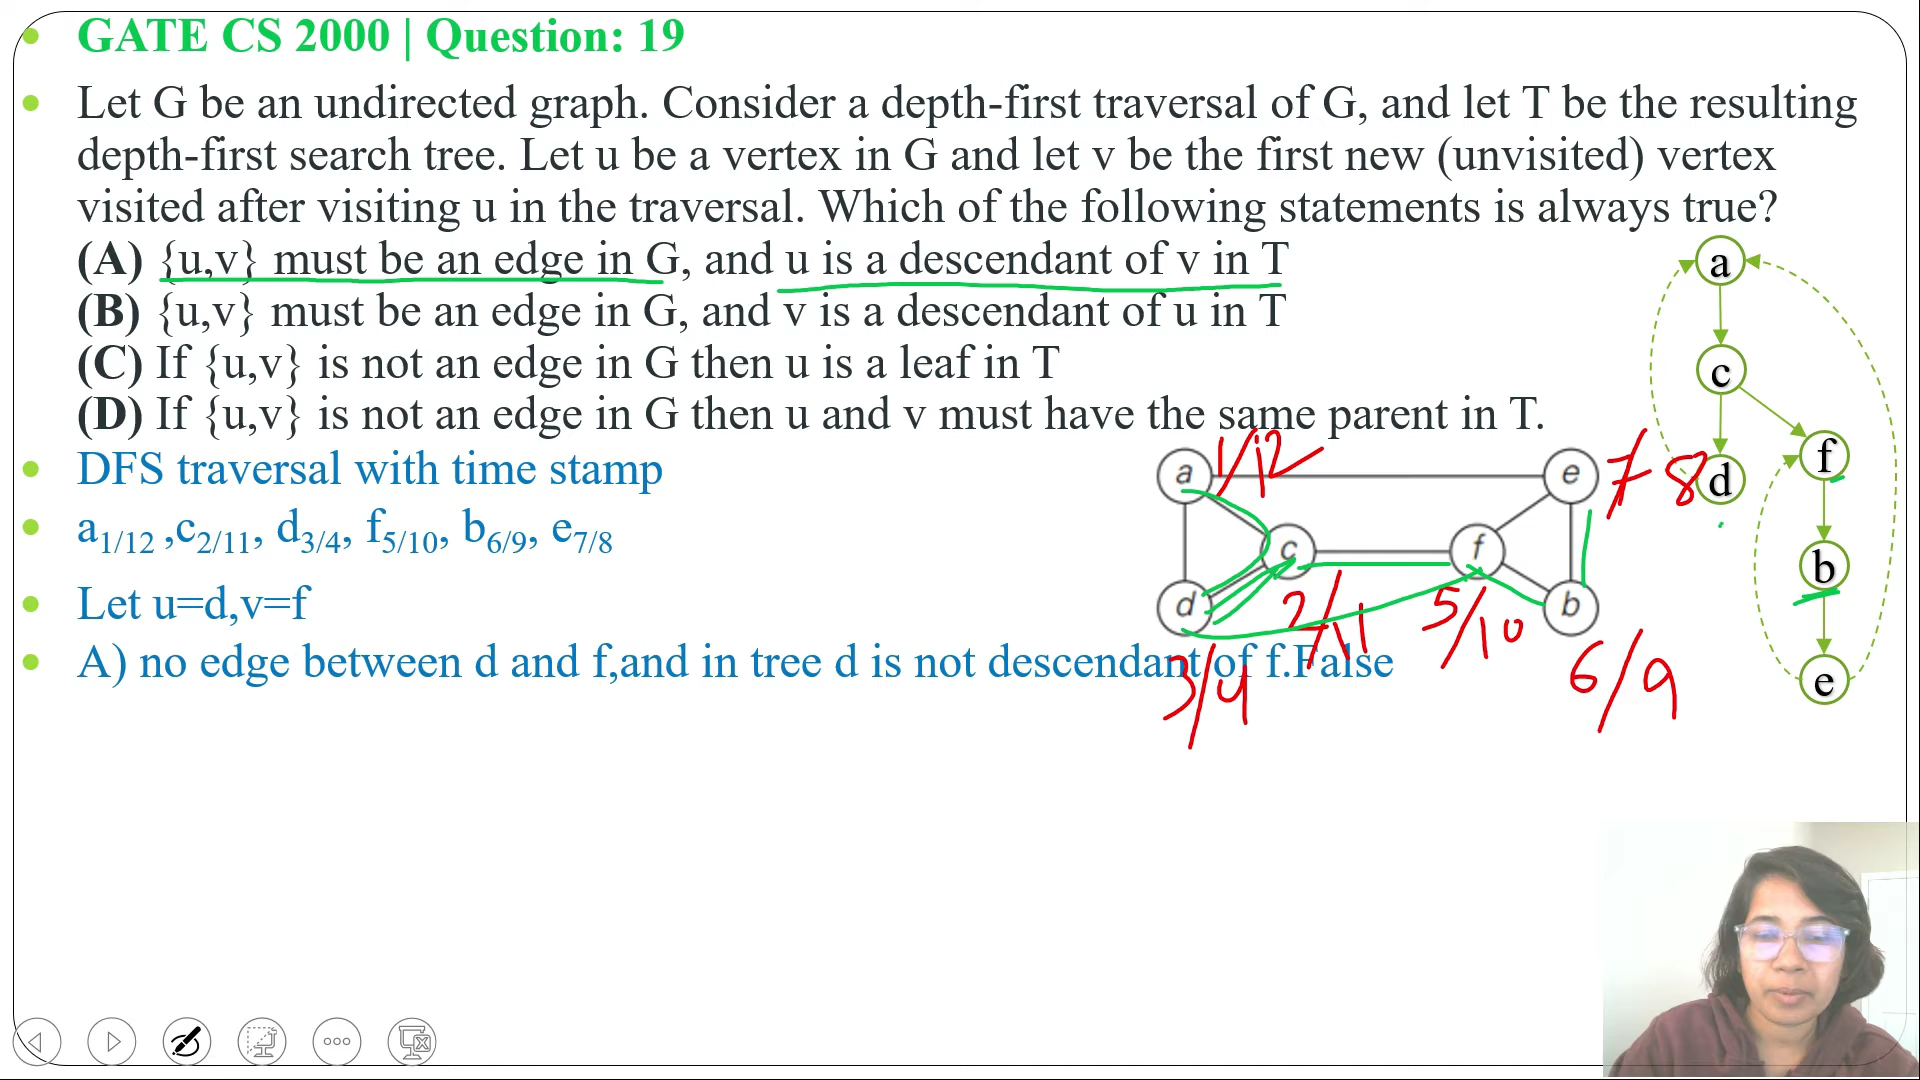 GATE CS 2000 | Question: 19
Let G be an undirected graph. Consider a depth-first traversal of G, and let T be the resulting
depth-first search tree. Let u be a vertex in G and let v be the first new (unvisited) vertex
visited after visiting u in the traversal. Which of the following statements is always true?
(A) {u,v} must be an edge in G, and u is a descendant of v in T
(B) {u,v} must be an edge in G, and v is a descendant of u in T
(C) If {u,v} is not an edge in G then u is a leaf in T
(D) If {u,v} is not an edge in G then u and v must have the same parent in T.
DFS traversal with time stamp
a1/12 ,c2/11, d3/4, f5/10, b6/9, e7/8
Let u=d,v=f
A) no edge between d and f,and in tree d is not descendant of f.False
a 1/12 e 7 8
c f
d 2/11 5/10 b
3/4 6/9
a
c
f
d
b
e